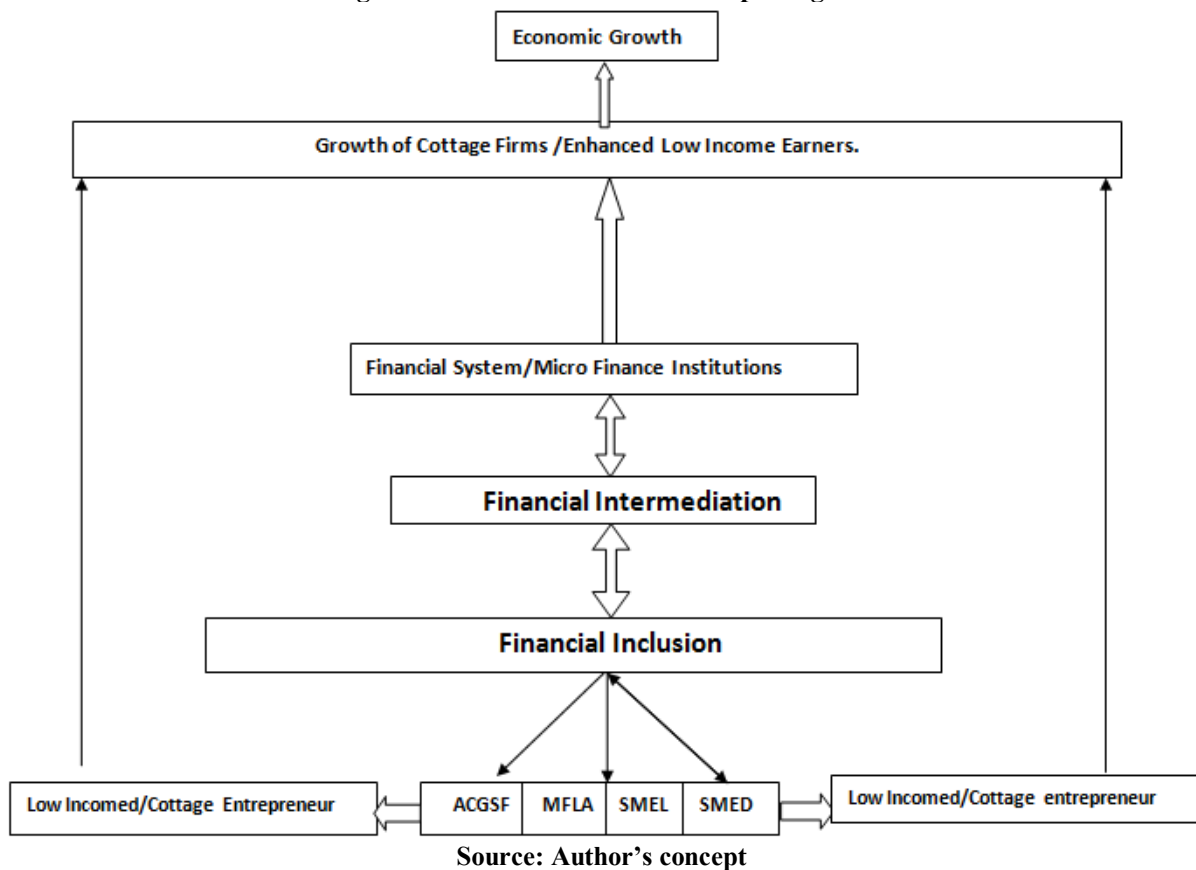 Economic Growth
Growth of Cottage Firms /Enhanced Low Income Earners.
Financial System/Micro Finance Institutions
Financial Intermediation
Financial Inclusion
Low Incomed/Cottage Entrepreneur
ACGSF MFLA SMEL SMED
Low Incomed/Cottage entrepreneur
Source: Author's concept